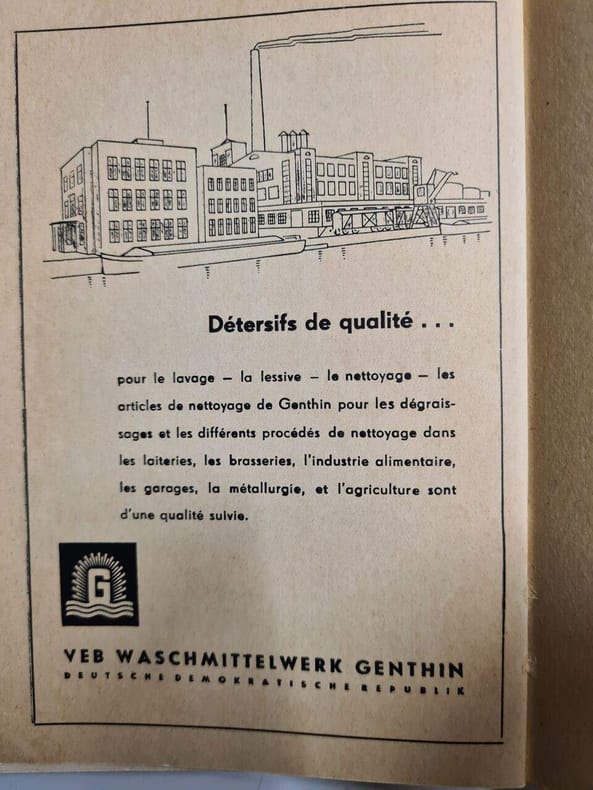 Détersifs de qualité . . .
pour le lavage – la lessive – le nettoyage – les
articles de nettoyage de Genthin pour les dégrais-
sages et les différents procédés de nettoyage dans
les laiteries, les brasseries, l'industrie alimentaire,
les garages, la métallurgie, et l'agriculture sont
d'une qualité suivie.
G
VEB WASCHMITTELWERK GENTHIN
DEUTSCHE DEMOKRATISCHE REPUBLIK